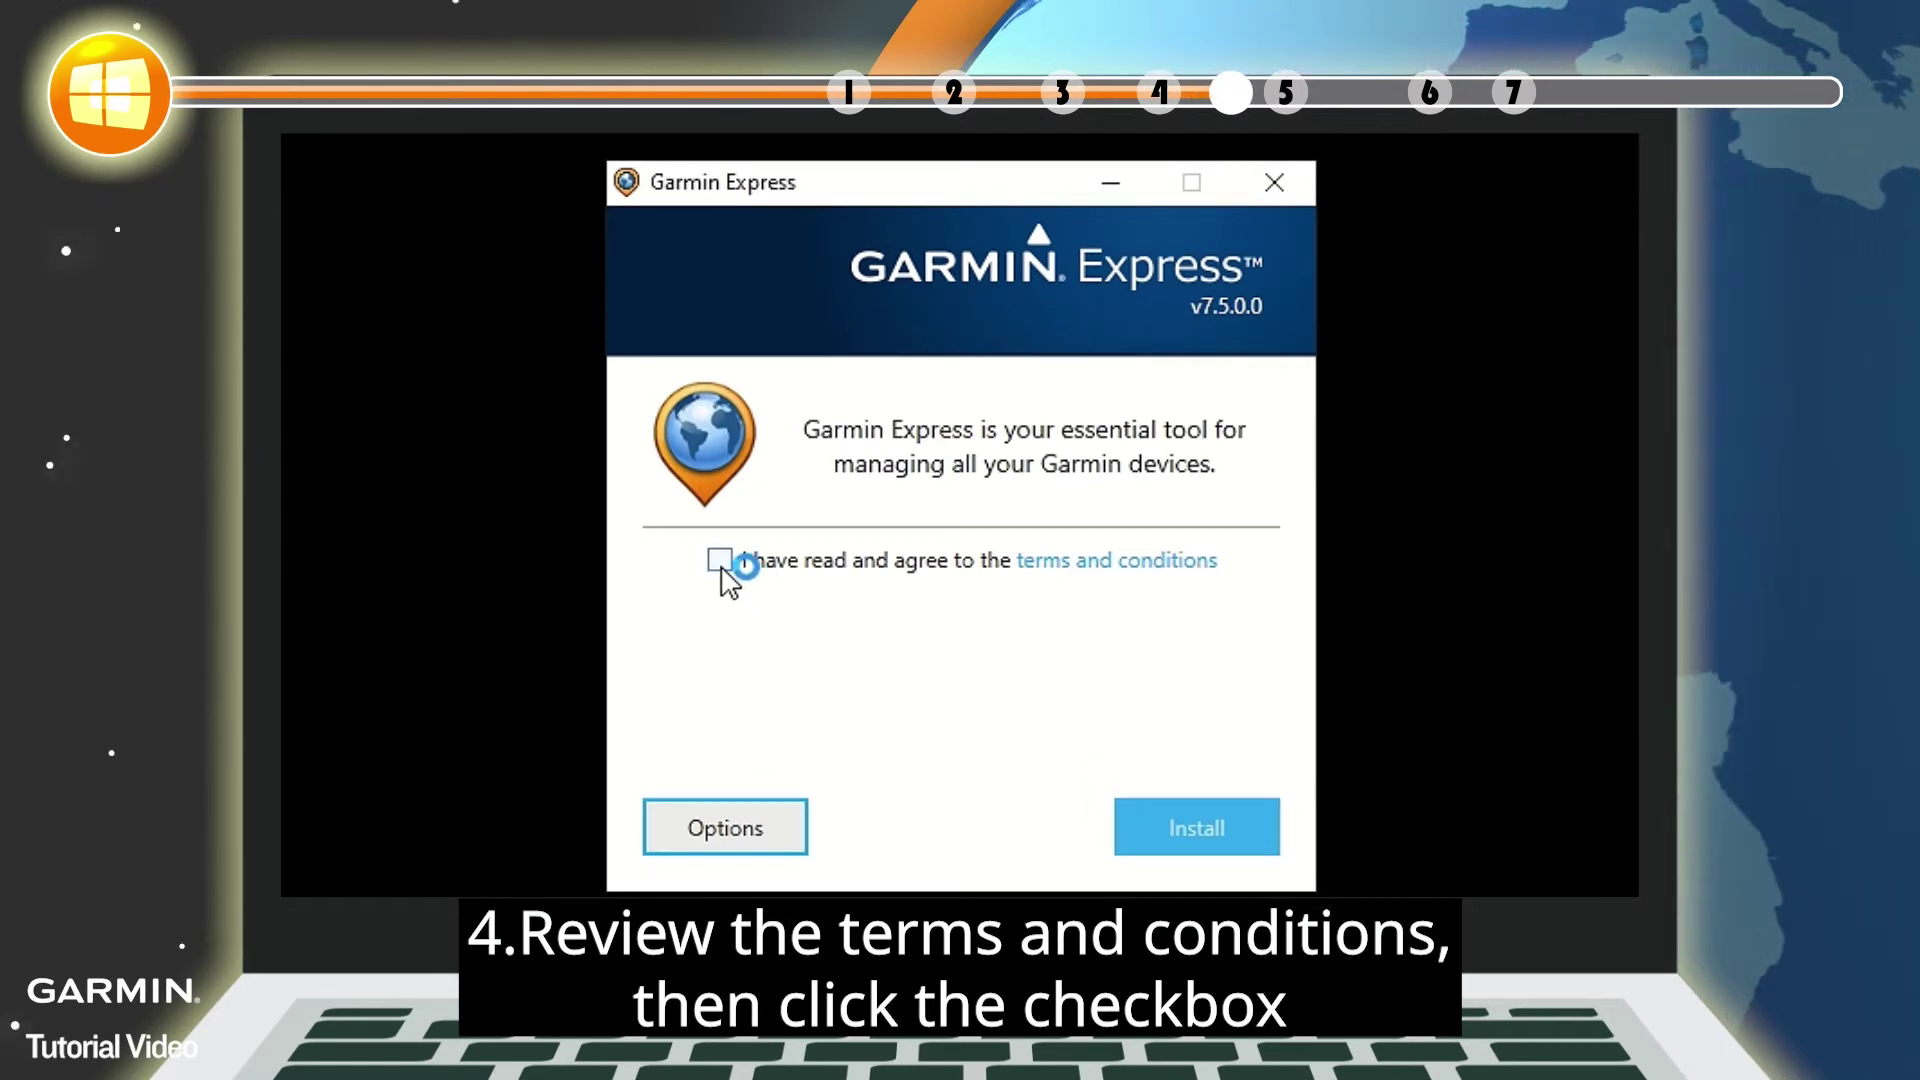 1 2 3 4 5 6 7
Garmin Express
GARMIN. Express™
v7.5.0.0
Garmin Express is your essential tool for
managing all your Garmin devices.
I have read and agree to the terms and conditions
Options
Install
4.Review the terms and conditions,
then click the checkbox
GARMIN.
Tutorial Video